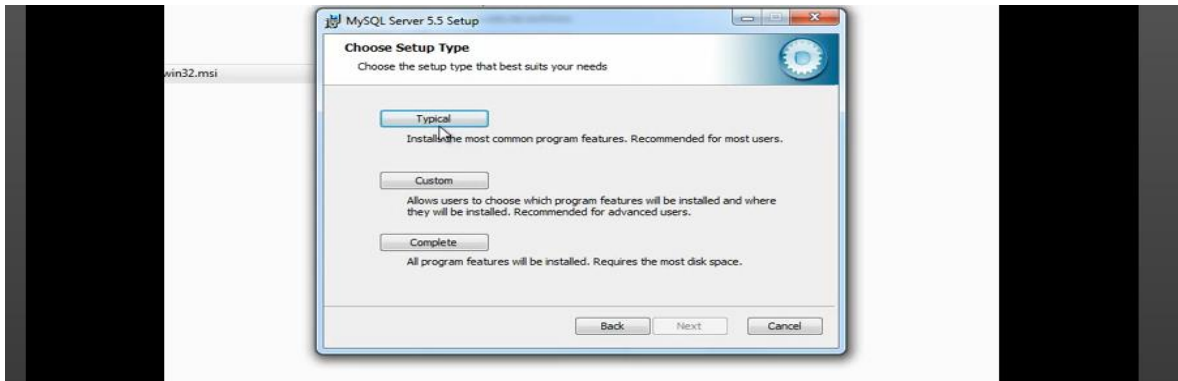 MySQL Server 5.5 Setup
Choose Setup Type
Choose the setup type that best suits your needs
win32.msi
Typical
Installs the most common program features. Recommended for most users.
Custom
Allows users to choose which program features will be installed and where
they will be installed. Recommended for advanced users.
Complete
All program features will be installed. Requires the most disk space.
Back Next Cancel